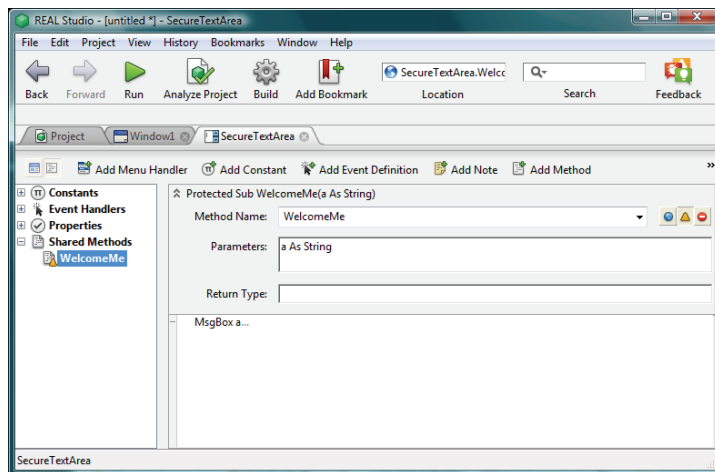 REAL Studio - [untitled *] - SecureTextArea
File Edit Project View History Bookmarks Window Help
SecureTextArea.Welcc
Back Forward Run Analyze Project Build Add Bookmark Location Search Feedback
Project Window1 SecureTextArea
Add Menu Handler Add Constant Add Event Definition Add Note Add Method »
Constants
Event Handlers
Properties
Shared Methods
WelcomeMe
Protected Sub WelcomeMe(a As String)
Method Name: WelcomeMe
Parameters: a As String
Return Type:
MsgBox a...
SecureTextArea